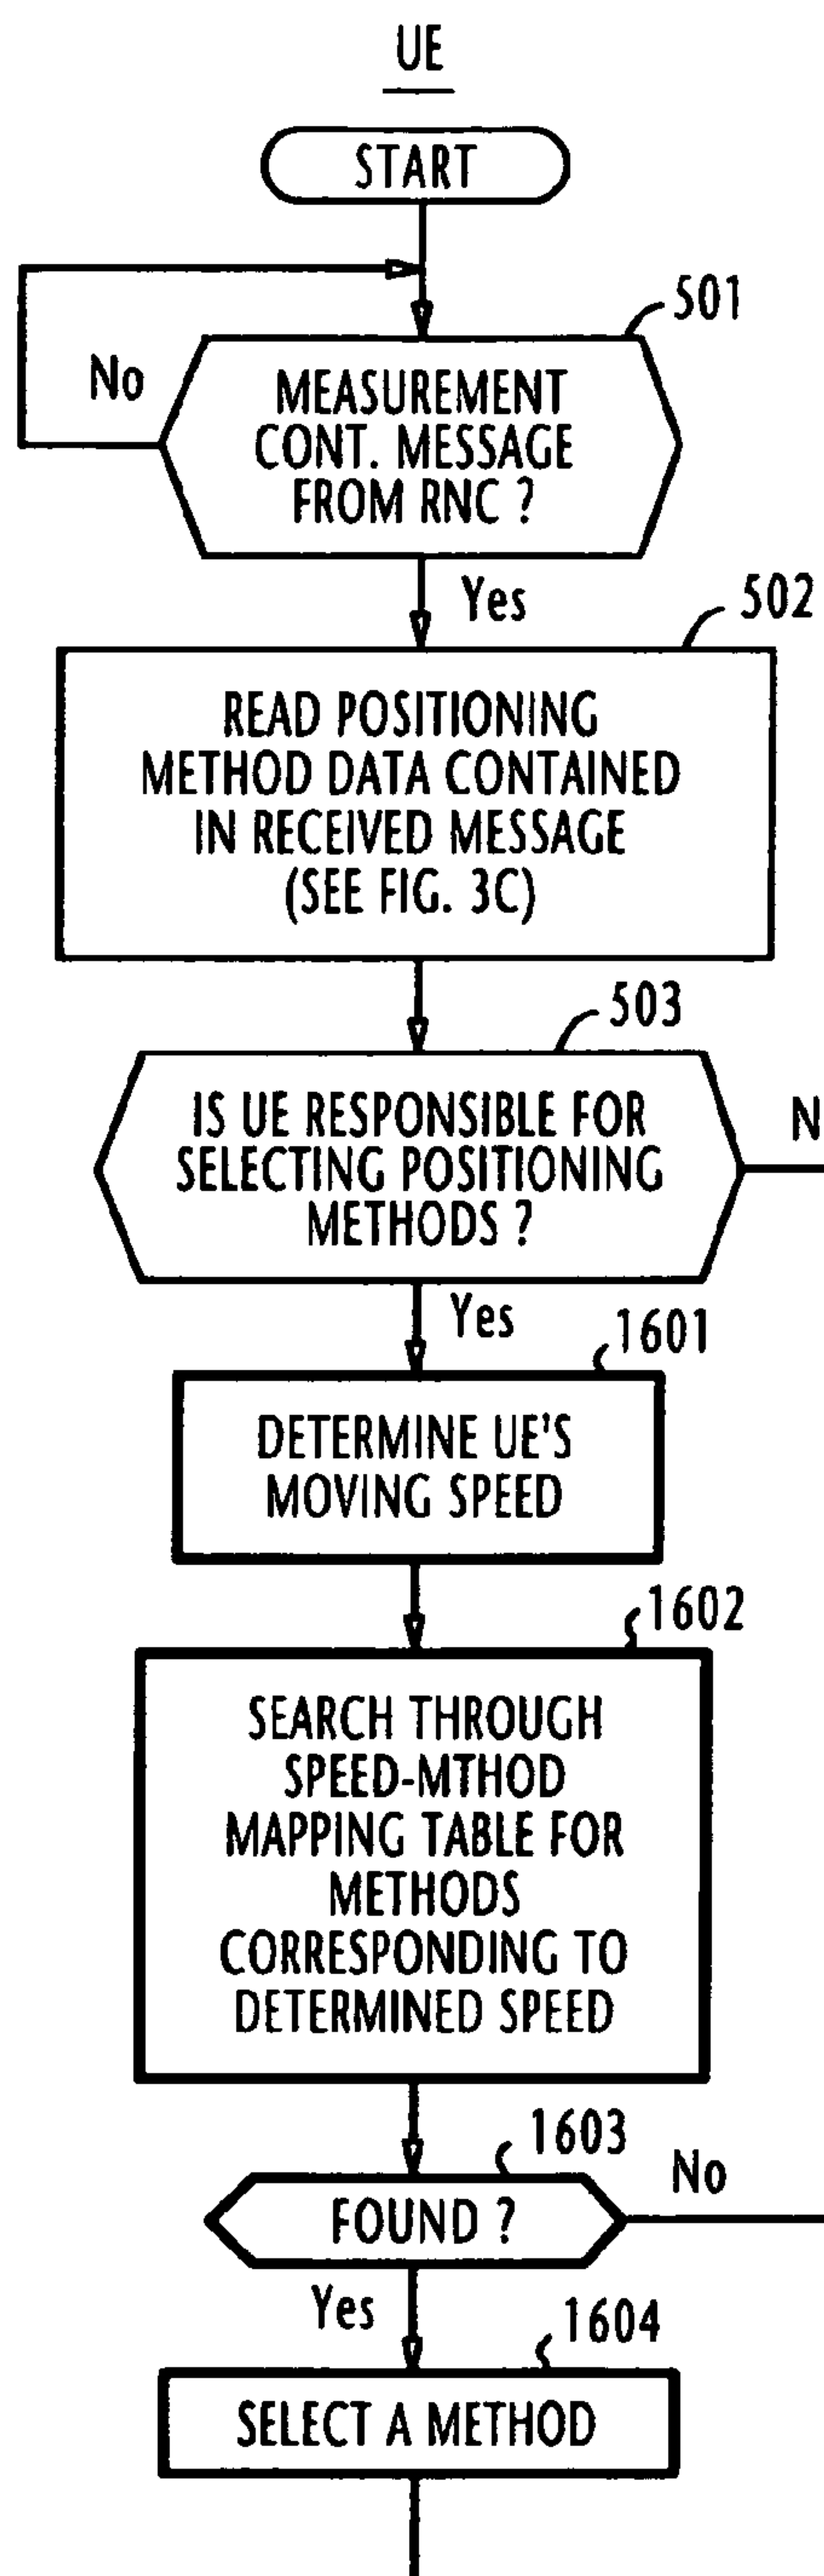 UE
START
501
No
MEASUREMENT
CONT. MESSAGE
FROM RNC ?
Yes
502
READ POSITIONING
METHOD DATA CONTAINED
IN RECEIVED MESSAGE
(SEE FIG. 3C)
503
IS UE RESPONSIBLE FOR
SELECTING POSITIONING
METHODS ?
N
Yes
1601
DETERMINE UE'S
MOVING SPEED
1602
SEARCH THROUGH
SPEED-MTHOD
MAPPING TABLE FOR
METHODS
CORRESPONDING TO
DETERMINED SPEED
1603
No
FOUND ?
Yes
1604
SELECT A METHOD